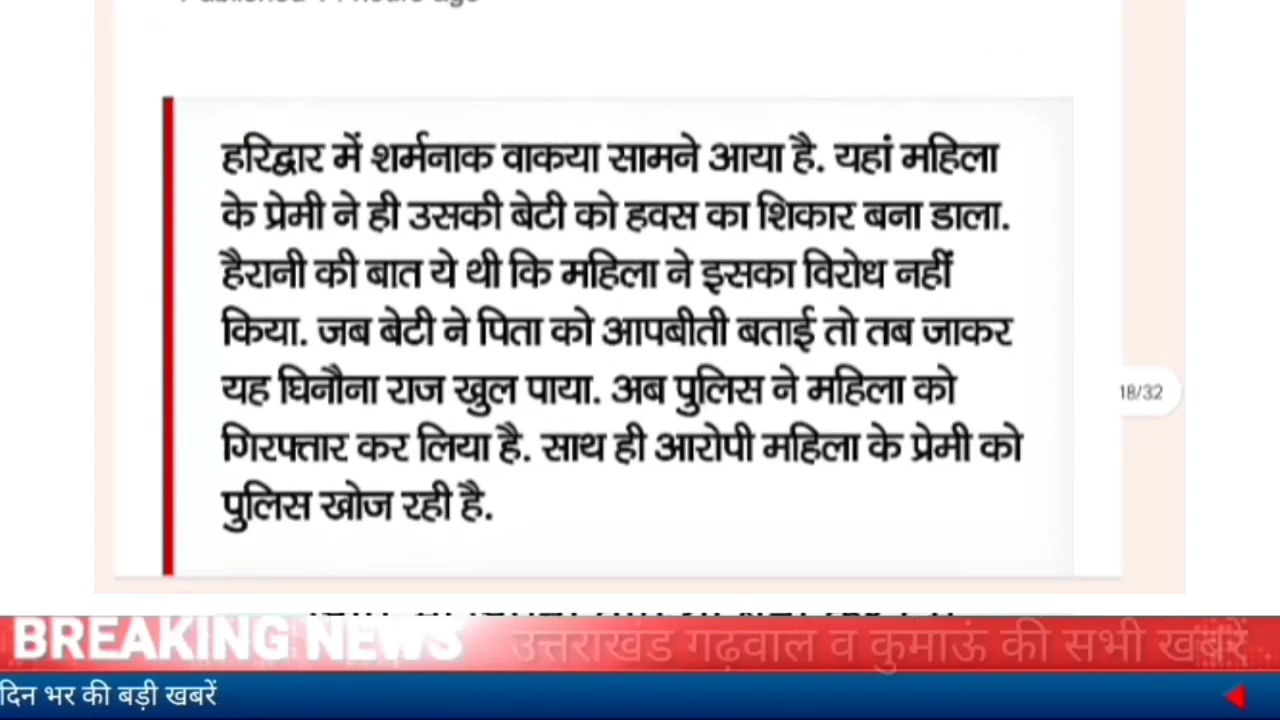 हरिद्वार में शर्मनाक वाकया सामने आया है. यहां महिला
के प्रेमी ने ही उसकी बेटी को हवस का शिकार बना डाला.
हैरानी की बात ये थी कि महिला ने इसका विरोध नहीं
किया. जब बेटी ने पिता को आपबीती बताई तो तब जाकर
यह घिनौना राज खुल पाया. अब पुलिस ने महिला को
गिरफ्तार कर लिया है. साथ ही आरोपी महिला के प्रेमी को
पुलिस खोज रही है.
18/32
BREAKING NEWS उत्तराखंड गढ़वाल व कुमाऊं की सभी खबरें
दिन भर की बड़ी खबरें